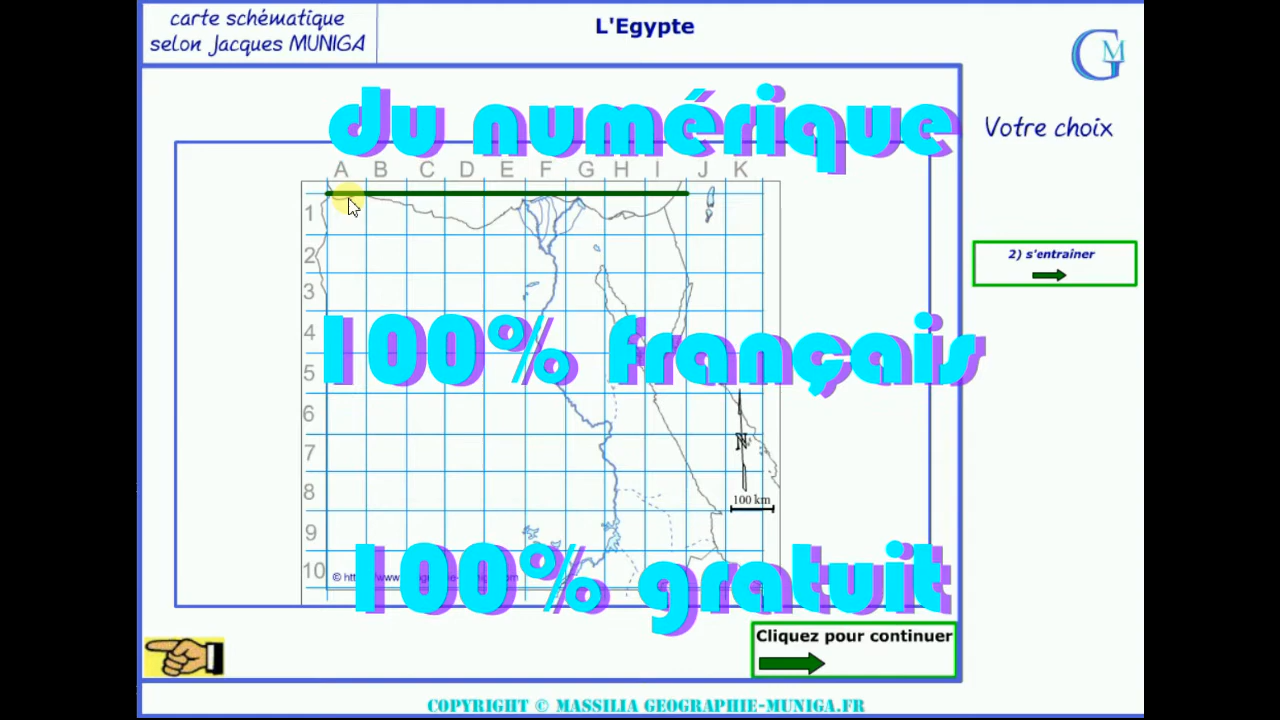 carte schématique
selon Jacques MUNIGA
L'Egypte
GM
du numérique
Votre choix
A B C D E F G H I J K
1
2
2) s'entrainer
3
4
100% français
5
6
7
N
8
100 km
9
10
100% gratuit
Cliquez pour continuer
COPYRIGHT © MASSILIA GEOGRAPHIE-MUNIGA.FR